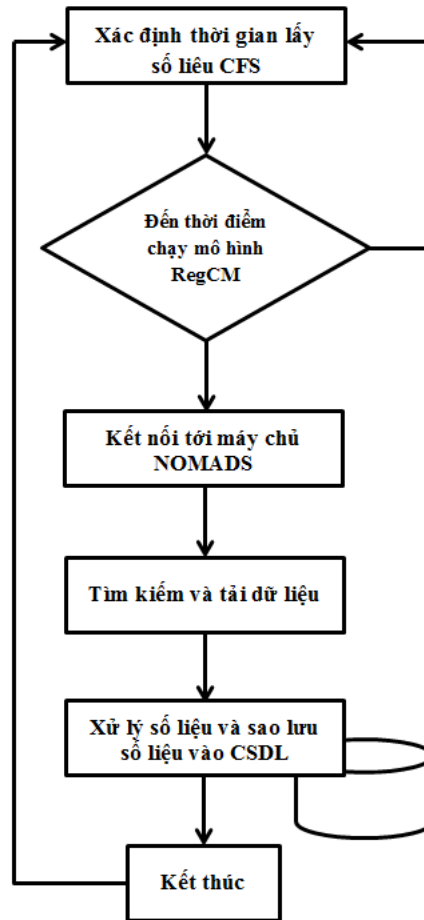 Xác định thời gian lấy
số liêu CFS
Đến thời điểm
chạy mô hình
RegCM
Kết nối tới máy chủ
NOMADS
Tìm kiếm và tải dữ liệu
Xử lý số liệu và sao lưu
số liệu vào CSDL
Kết thúc